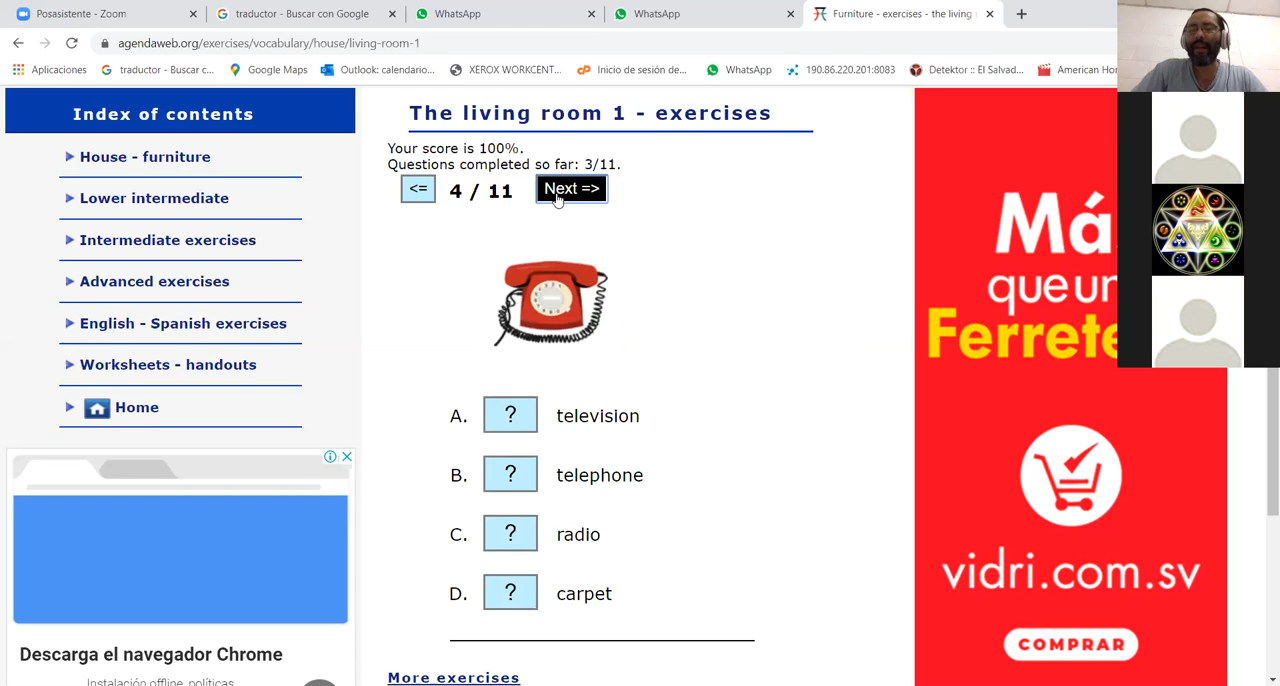 Posasistente - Zoom
traductor - Buscar con Google
WhatsApp
WhatsApp
Furniture - exercises - the living
agendaweb.org/exercises/vocabulary/house/living-room-1
Aplicaciones
traductor - Buscar c...
Google Maps
Outlook: calendario...
XEROX WORKCENT...
Inicio de sesión de...
WhatsApp
190.86.220.201:8083
Detektor :: El Salvad...
American Hor
Index of contents
House - furniture
Lower intermediate
Intermediate exercises
Advanced exercises
English - Spanish exercises
Worksheets - handouts
Home
Descarga el navegador Chrome
Instalación offline, políticas
The living room 1 - exercises
Your score is 100%.
Questions completed so far: 3/11.
<= 4 / 11 Next =>
A. ? television
B. ? telephone
C. ? radio
D. ? carpet
More exercises
Má
que un
Ferrete
vidri.com.sv
COMPRAR